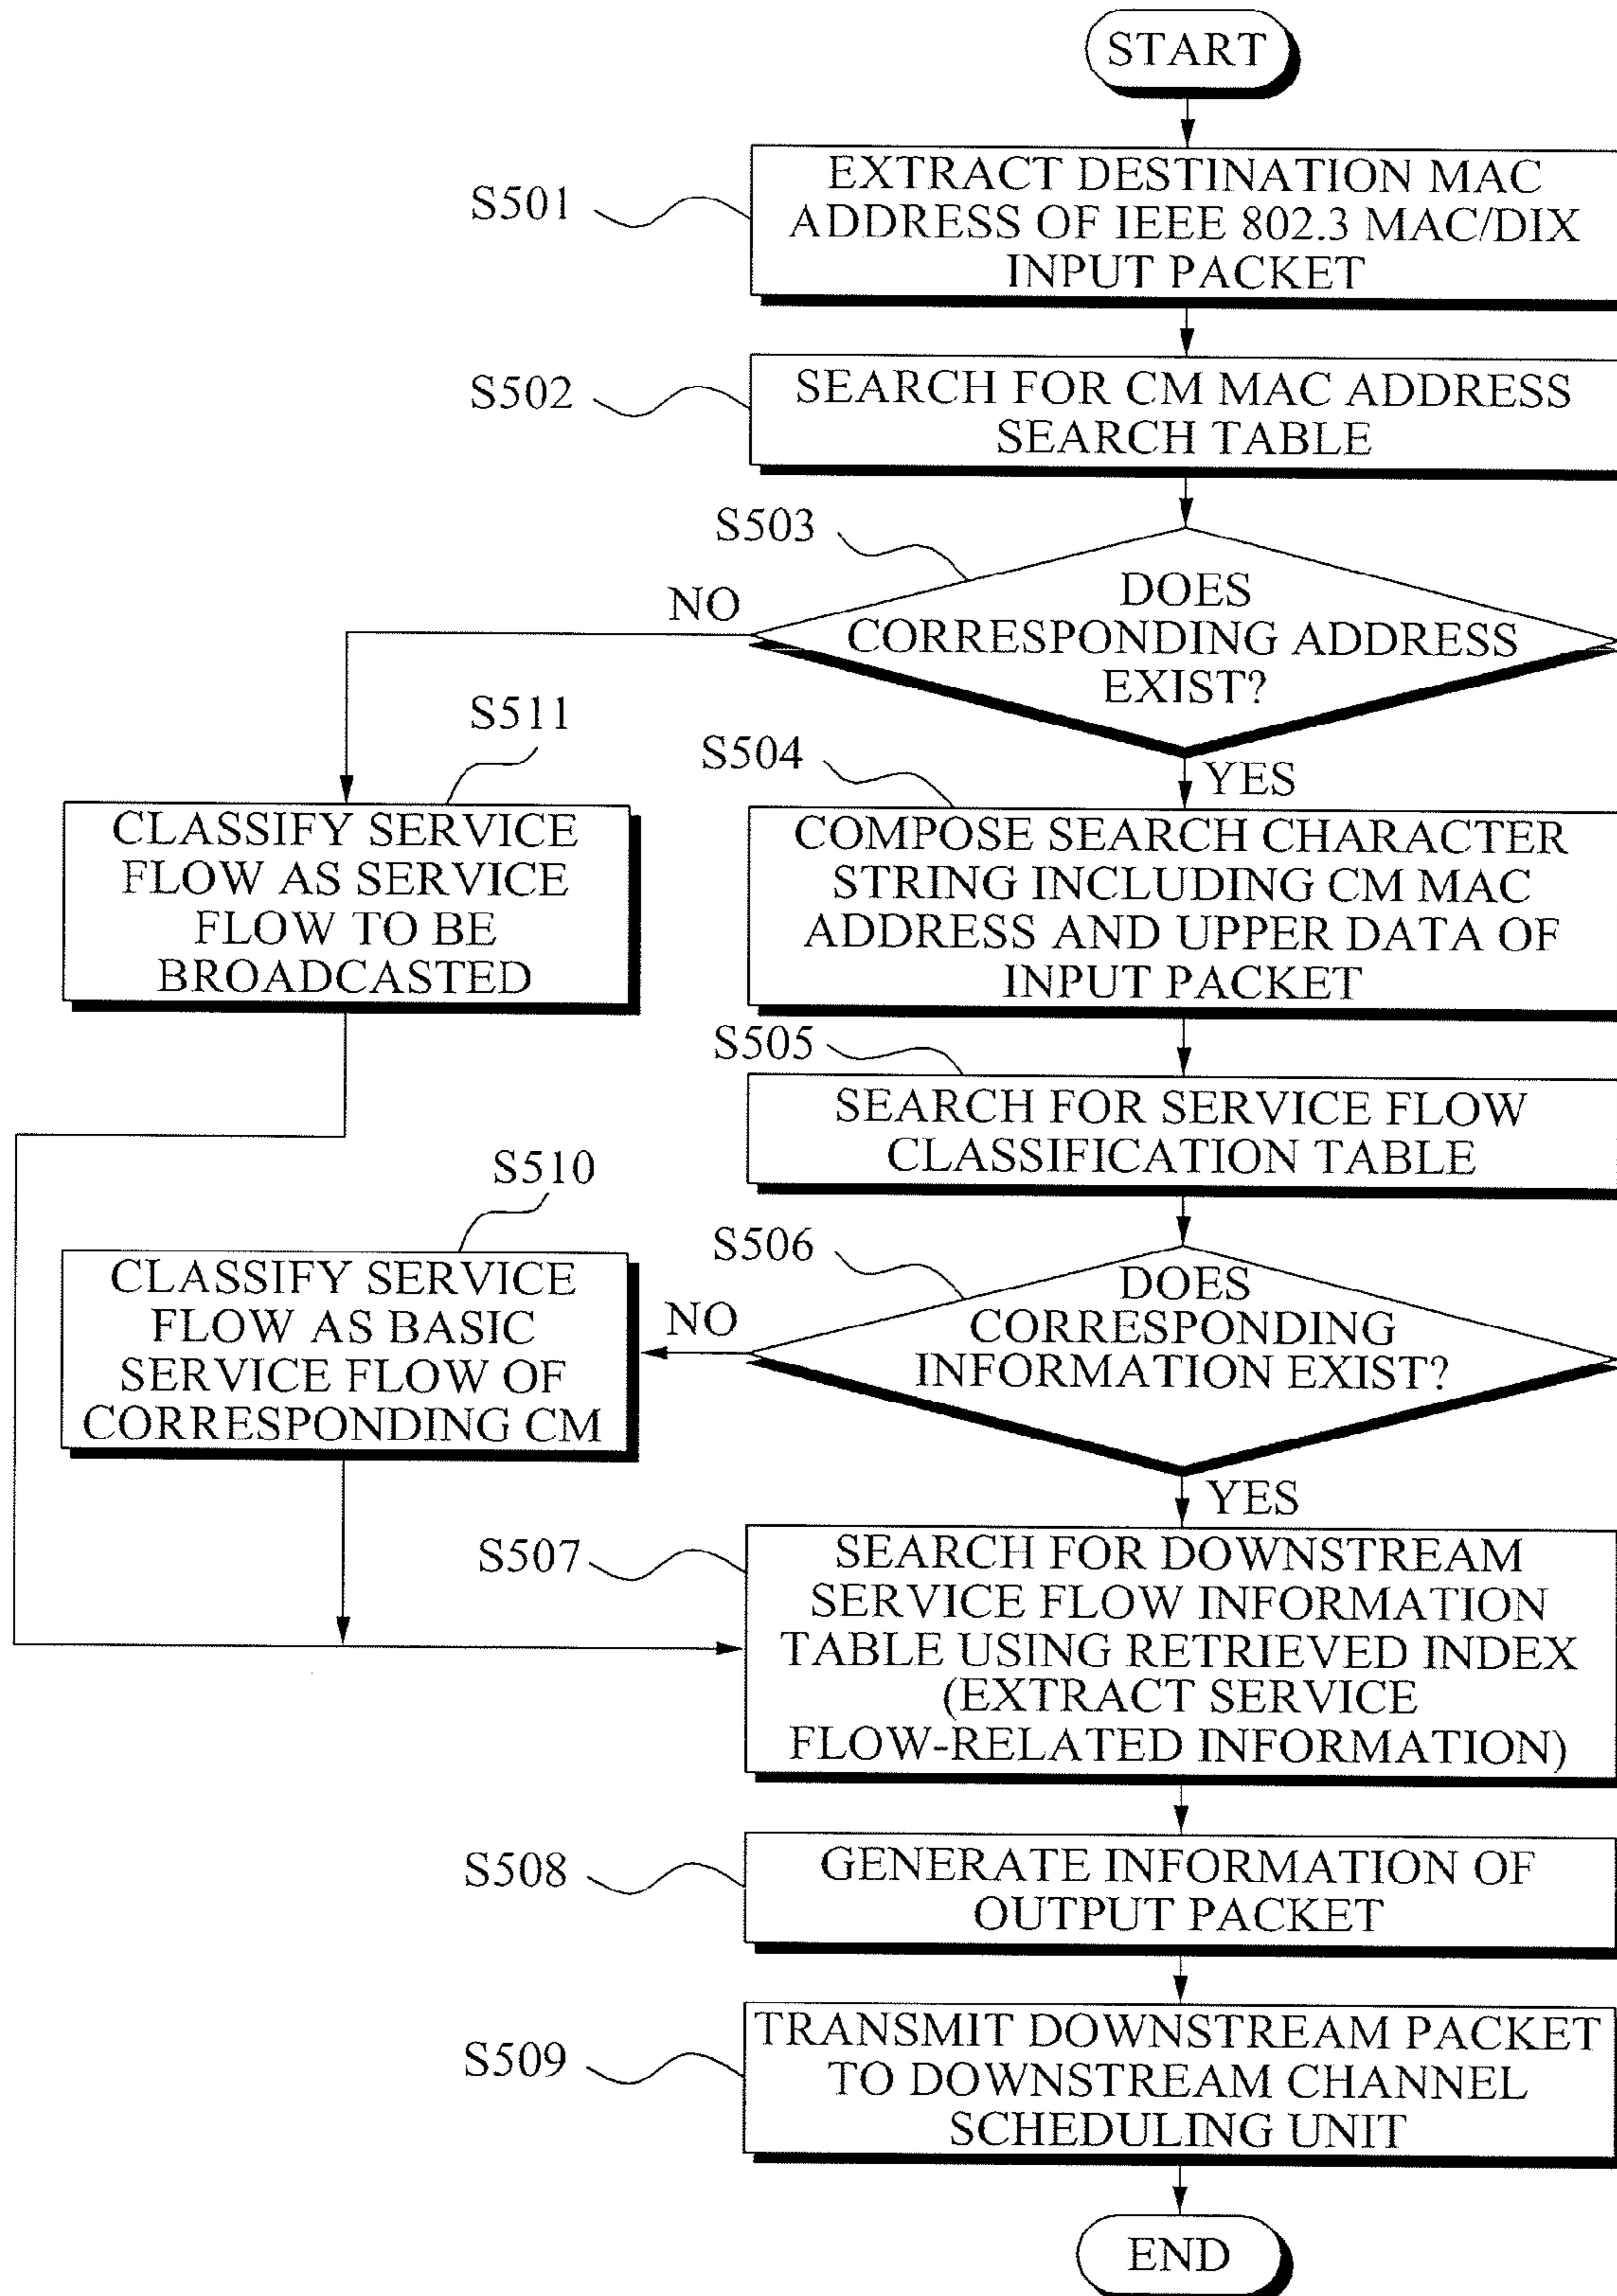 START
S501
EXTRACT DESTINATION MAC
ADDRESS OF IEEE 802.3 MAC/DIX
INPUT PACKET
S502
SEARCH FOR CM MAC ADDRESS
SEARCH TABLE
S503
DOES
CORRESPONDING ADDRESS
EXIST?
NO
YES
S511
CLASSIFY SERVICE
FLOW AS SERVICE
FLOW TO BE
BROADCASTED
S504
COMPOSE SEARCH CHARACTER
STRING INCLUDING CM MAC
ADDRESS AND UPPER DATA OF
INPUT PACKET
S505
SEARCH FOR SERVICE FLOW
CLASSIFICATION TABLE
S506
DOES
CORRESPONDING
INFORMATION EXIST?
NO
YES
S510
CLASSIFY SERVICE
FLOW AS BASIC
SERVICE FLOW OF
CORRESPONDING CM
S507
SEARCH FOR DOWNSTREAM
SERVICE FLOW INFORMATION
TABLE USING RETRIEVED INDEX
(EXTRACT SERVICE
FLOW-RELATED INFORMATION)
S508
GENERATE INFORMATION OF
OUTPUT PACKET
S509
TRANSMIT DOWNSTREAM PACKET
TO DOWNSTREAM CHANNEL
SCHEDULING UNIT
END